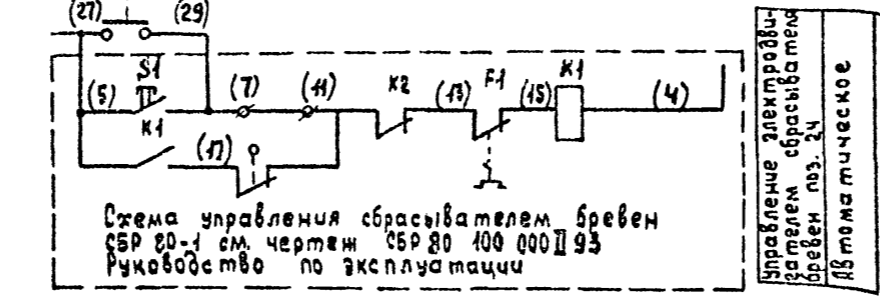 (27) (29)
S1
(5) (7) (11) К2 (13) F1 (15) К1 (4)
К1
(17)
Схема управления сбрасывателем бревен
СБР 80-1 см. чертеж СБР 80 100 000 II 93
Руководство по эксплуатации
Управление электродви-
гателем сбрасывателя
бревен поз. 24
Автоматическое